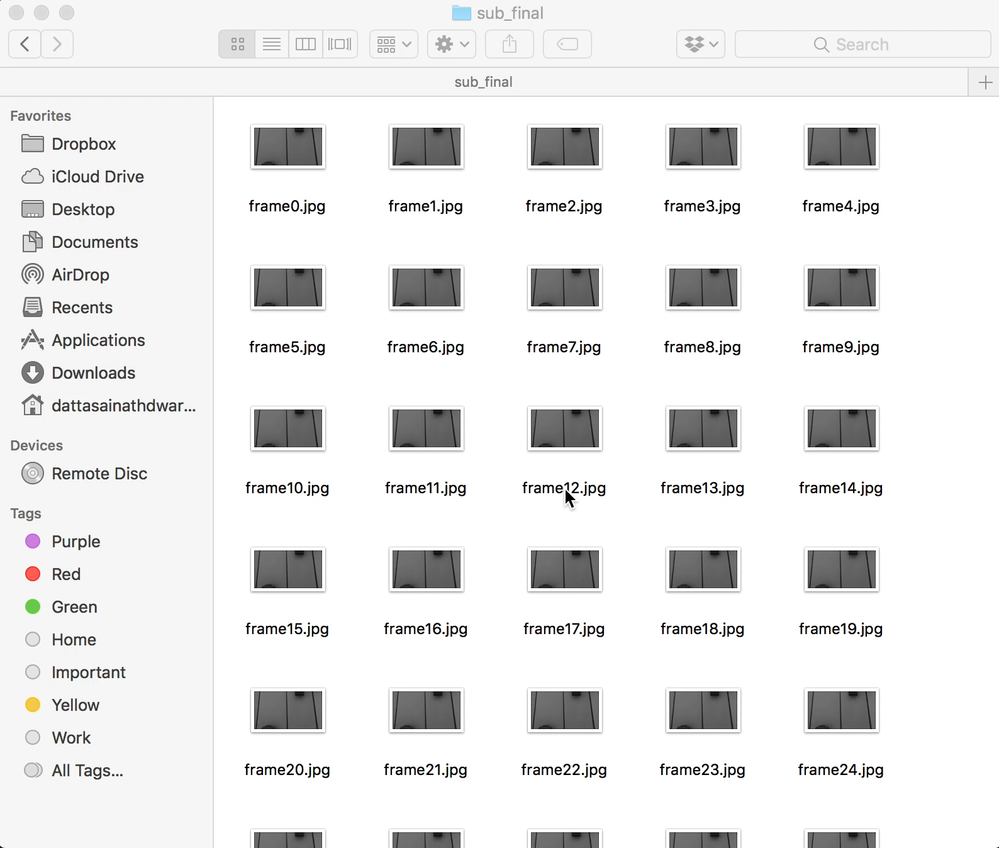 sub_final
Search
sub_final
Favorites
Dropbox
iCloud Drive
Desktop
Documents
AirDrop
Recents
Applications
Downloads
dattasainathdwar...
Devices
Remote Disc
Tags
Purple
Red
Green
Home
Important
Yellow
Work
All Tags...
frame0.jpg frame1.jpg frame2.jpg frame3.jpg frame4.jpg
frame5.jpg frame6.jpg frame7.jpg frame8.jpg frame9.jpg
frame10.jpg frame11.jpg frame12.jpg frame13.jpg frame14.jpg
frame15.jpg frame16.jpg frame17.jpg frame18.jpg frame19.jpg
frame20.jpg frame21.jpg frame22.jpg frame23.jpg frame24.jpg